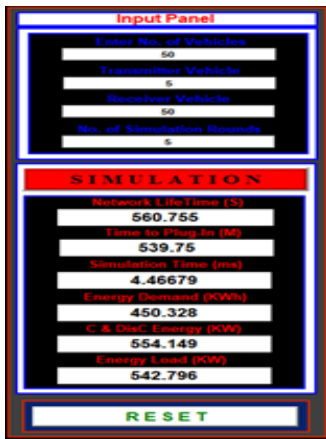 Input Panel
Enter No. of Vehicles
50
Transmitter Vehicle
5
Receiver Vehicle
50
No. of Simulation Rounds
5
SIMULATION
Network LifeTime (S)
560.755
Time to Plug-In (M)
539.75
Simulation Time (ms)
4.46679
Energy Demand (KWh)
450.328
C & DisC Energy (KW)
554.149
Energy Load (KW)
542.796
RESET